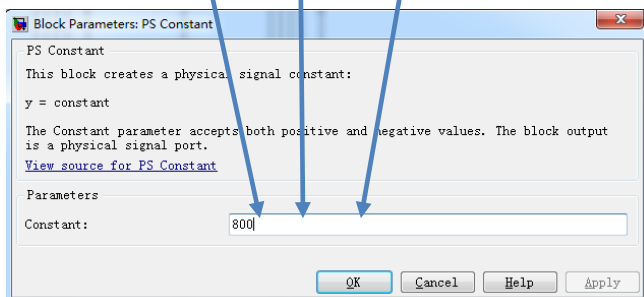 Block Parameters: PS Constant
PS Constant
This block creates a physical signal constant:
y = constant
The Constant parameter accepts both positive and negative values. The block output
is a physical signal port.
View source for PS Constant
Parameters
Constant:
800
OK
Cancel
Help
Apply